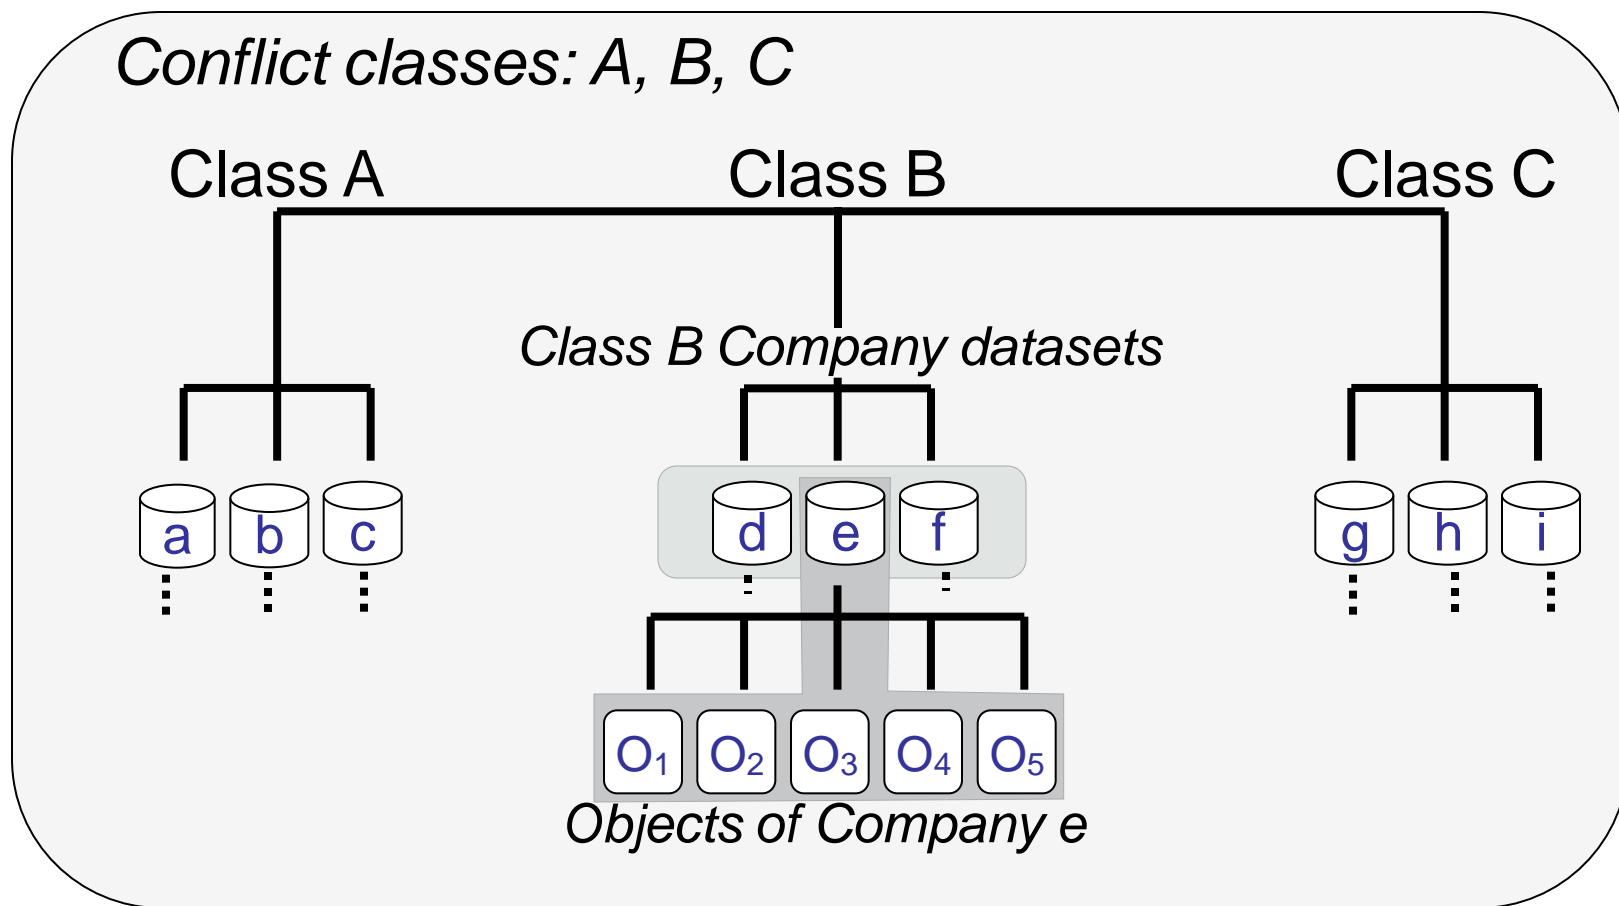 Conflict classes: A, B, C
Class A Class B Class C
Class B Company datasets
a b c d e f g h i
O1 O2 O3 O4 O5
Objects of Company e